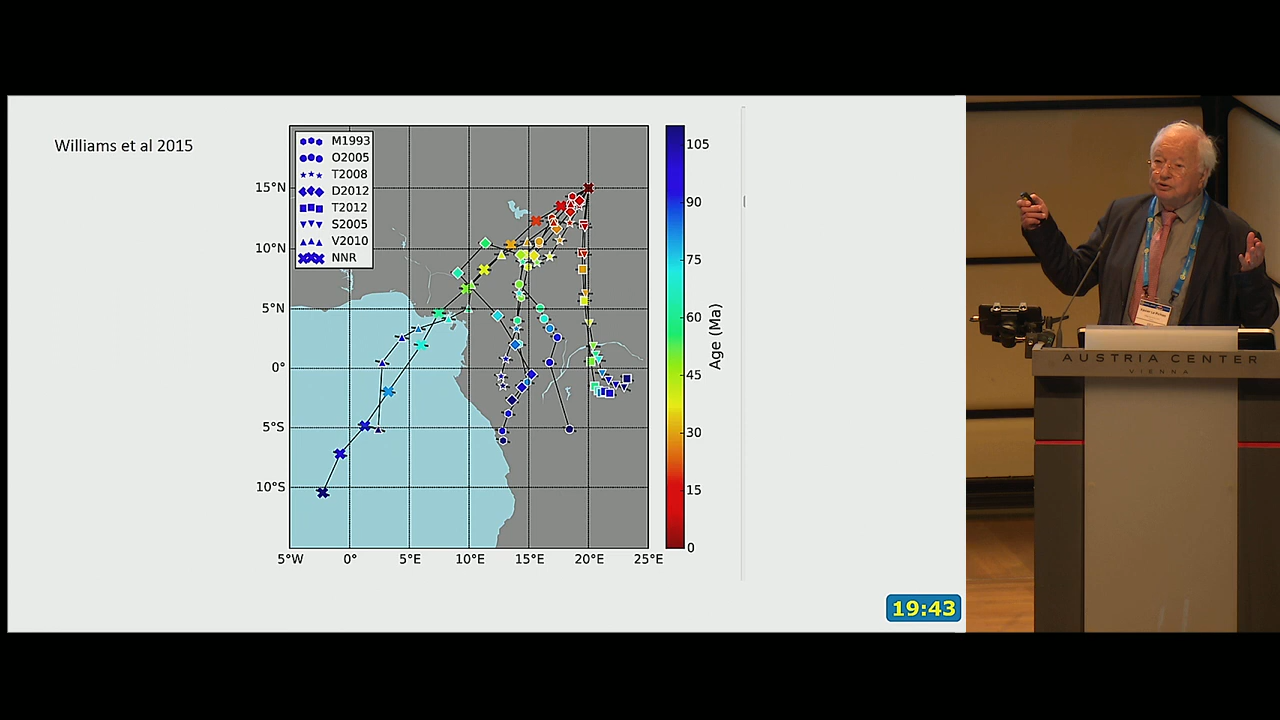 Williams et al 2015
M1993
O2005
T2008
D2012
T2012
S2005
V2010
NNR
15°N
10°N
5°N
0°
5°S
10°S
5°W
0°
5°E
10°E
15°E
20°E
25°E
105
90
75
60
45
30
15
0
Age (Ma)
19:43
AUSTRIA CENTER
VIENNA